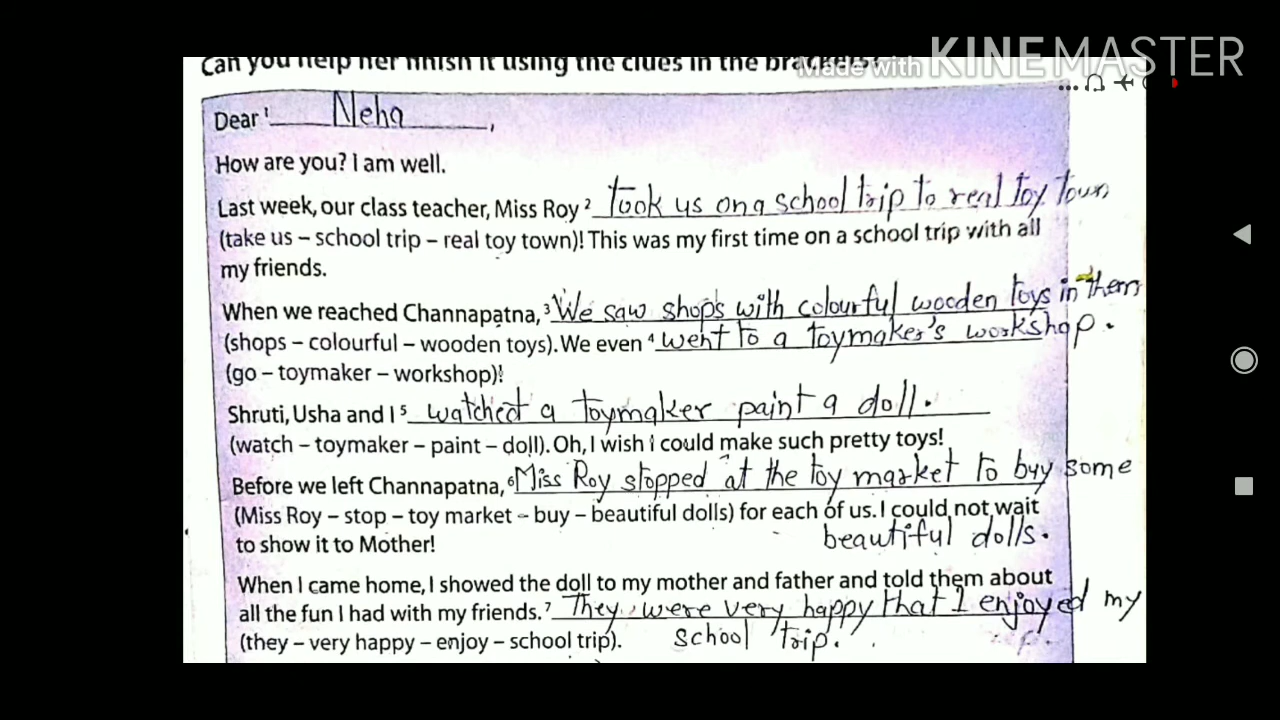 Can you help her finish it using the clues in the brackets?
Made with KINEMASTER
Dear ¹ Neha,
How are you? I am well.
Last week, our class teacher, Miss Roy ² took us on a school trip to real toy town
(take us – school trip – real toy town)! This was my first time on a school trip with all
my friends.
When we reached Channapatna, ³ We saw shops with colourful wooden toys in them
(shops – colourful – wooden toys). We even ⁴ went to a toymaker's workshop.
(go – toymaker – workshop)!
Shruti, Usha and I ⁵ watched a toymaker paint a doll.
(watch – toymaker – paint – doll). Oh, I wish i could make such pretty toys!
Before we left Channapatna, ⁶ Miss Roy stopped at the toy market to buy some
(Miss Roy – stop – toy market – buy – beautiful dolls) for each of us. I could not wait
beautiful dolls.
to show it to Mother!
When I came home, I showed the doll to my mother and father and told them about
all the fun I had with my friends. ⁷ They were very happy that I enjoyed my
(they – very happy – enjoy – school trip). school trip.